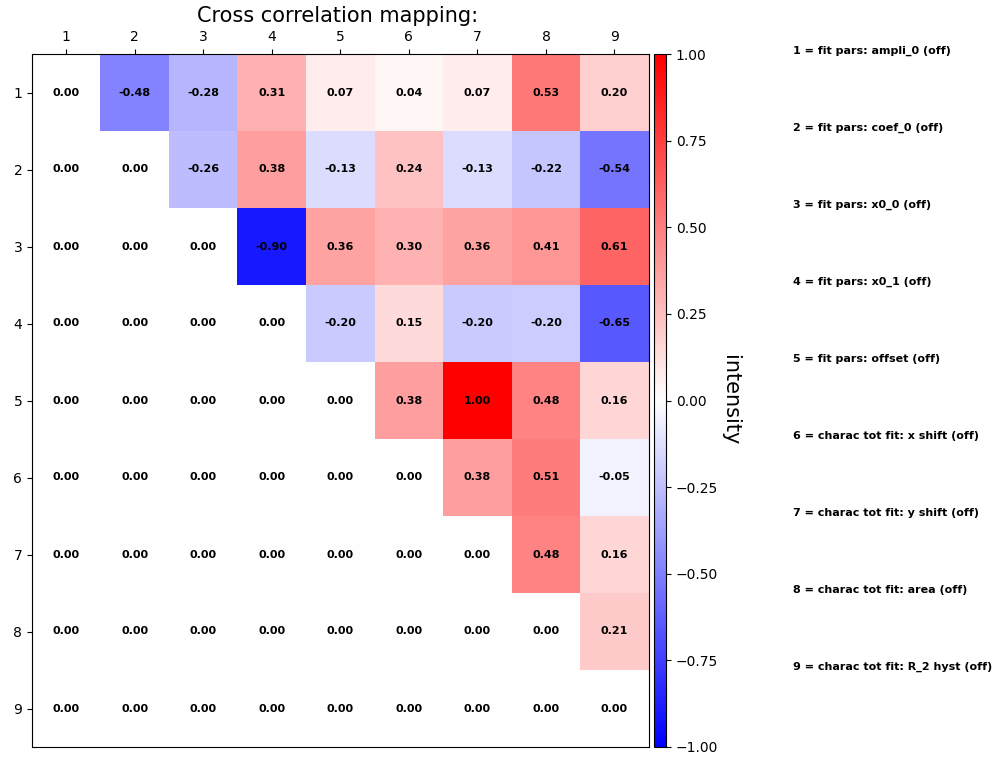 Cross correlation mapping:
1 2 3 4 5 6 7 8 9
1 0.00 -0.48 -0.28 0.31 0.07 0.04 0.07 0.53 0.20
2 0.00 0.00 -0.26 0.38 -0.13 0.24 -0.13 -0.22 -0.54
3 0.00 0.00 0.00 -0.90 0.36 0.30 0.36 0.41 0.61
4 0.00 0.00 0.00 0.00 -0.20 0.15 -0.20 -0.20 -0.65
5 0.00 0.00 0.00 0.00 0.00 0.38 1.00 0.48 0.16
6 0.00 0.00 0.00 0.00 0.00 0.00 0.38 0.51 -0.05
7 0.00 0.00 0.00 0.00 0.00 0.00 0.00 0.48 0.16
8 0.00 0.00 0.00 0.00 0.00 0.00 0.00 0.00 0.21
9 0.00 0.00 0.00 0.00 0.00 0.00 0.00 0.00 0.00
1.00
0.75
0.50
0.25
0.00
−0.25
−0.50
−0.75
−1.00
intensity
1 = fit pars: ampli_0 (off)
2 = fit pars: coef_0 (off)
3 = fit pars: x0_0 (off)
4 = fit pars: x0_1 (off)
5 = fit pars: offset (off)
6 = charac tot fit: x shift (off)
7 = charac tot fit: y shift (off)
8 = charac tot fit: area (off)
9 = charac tot fit: R_2 hyst (off)